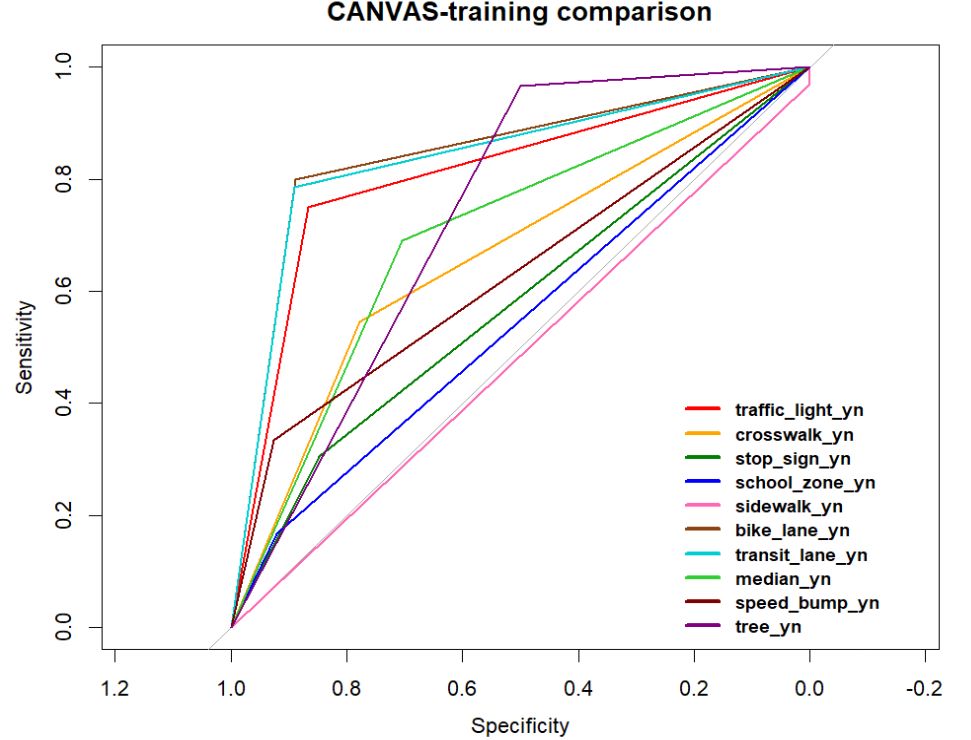 CANVAS-training comparison
Sensitivity
1.0
0.8
0.6
0.4
0.2
0.0
traffic_light_yn
crosswalk_yn
stop_sign_yn
school_zone_yn
sidewalk_yn
bike_lane_yn
transit_lane_yn
median_yn
speed_bump_yn
tree_yn
1.2 1.0 0.8 0.6 0.4 0.2 0.0 -0.2
Specificity